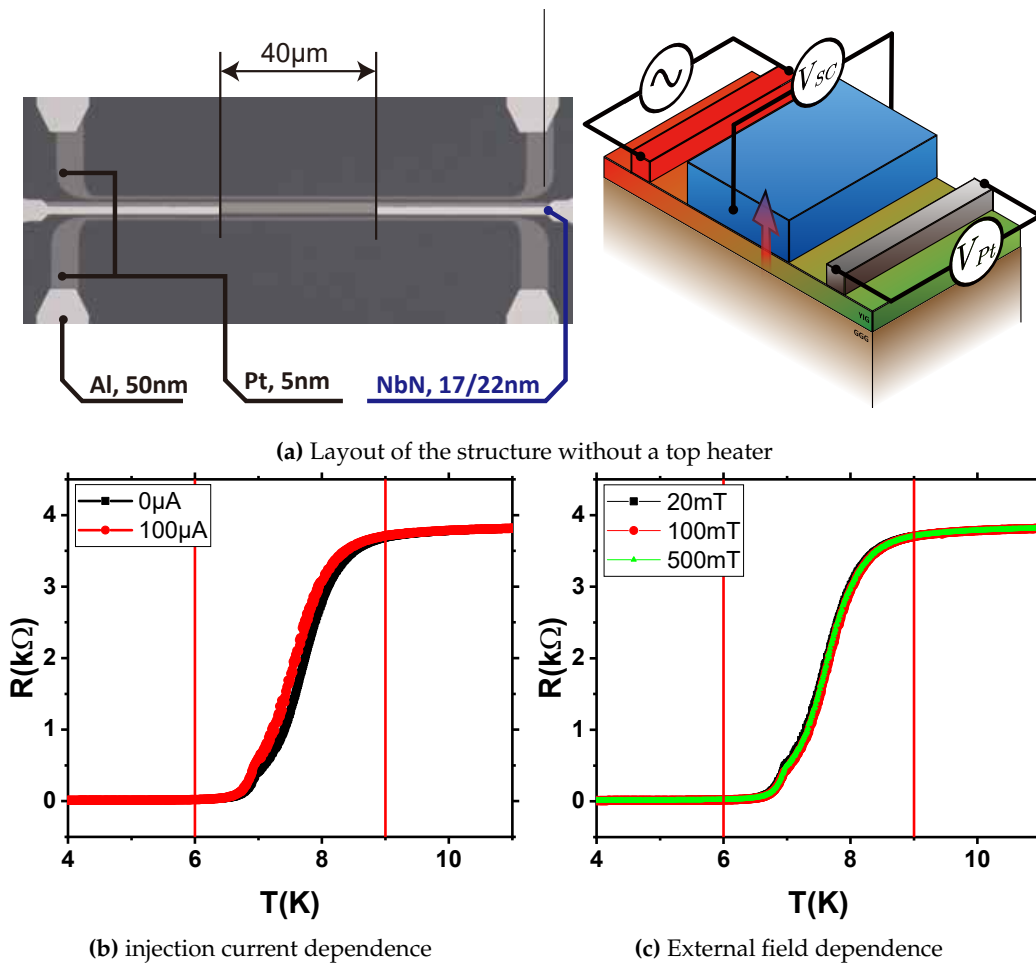 40µm
V SC
V Pt
YIG
GGG
Al, 50nm
Pt, 5nm
NbN, 17/22nm
(a) Layout of the structure without a top heater
0µA
100µA
R(kΩ)
4
3
2
1
0
4 6 8 10
T(K)
(b) injection current dependence
20mT
100mT
500mT
R(kΩ)
4
3
2
1
0
4 6 8 10
T(K)
(c) External field dependence